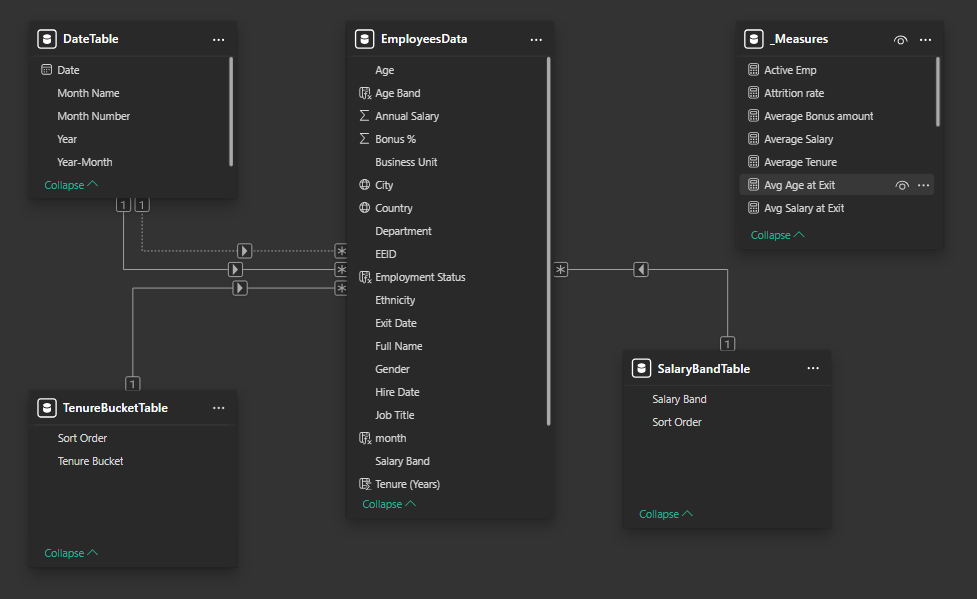 DateTable
Date
Month Name
Month Number
Year
Year-Month
Collapse
1 1
EmployeesData
Age
Age Band
Annual Salary
Bonus %
Business Unit
City
Country
Department
EEID
Employment Status
Ethnicity
Exit Date
Full Name
Gender
Hire Date
Job Title
month
Salary Band
Tenure (Years)
Collapse
*
*
*
*
_Measures
Active Emp
Attrition rate
Average Bonus amount
Average Salary
Average Tenure
Avg Age at Exit
Avg Salary at Exit
Collapse
1
TenureBucketTable
Sort Order
Tenure Bucket
Collapse
1
SalaryBandTable
Salary Band
Sort Order
Collapse